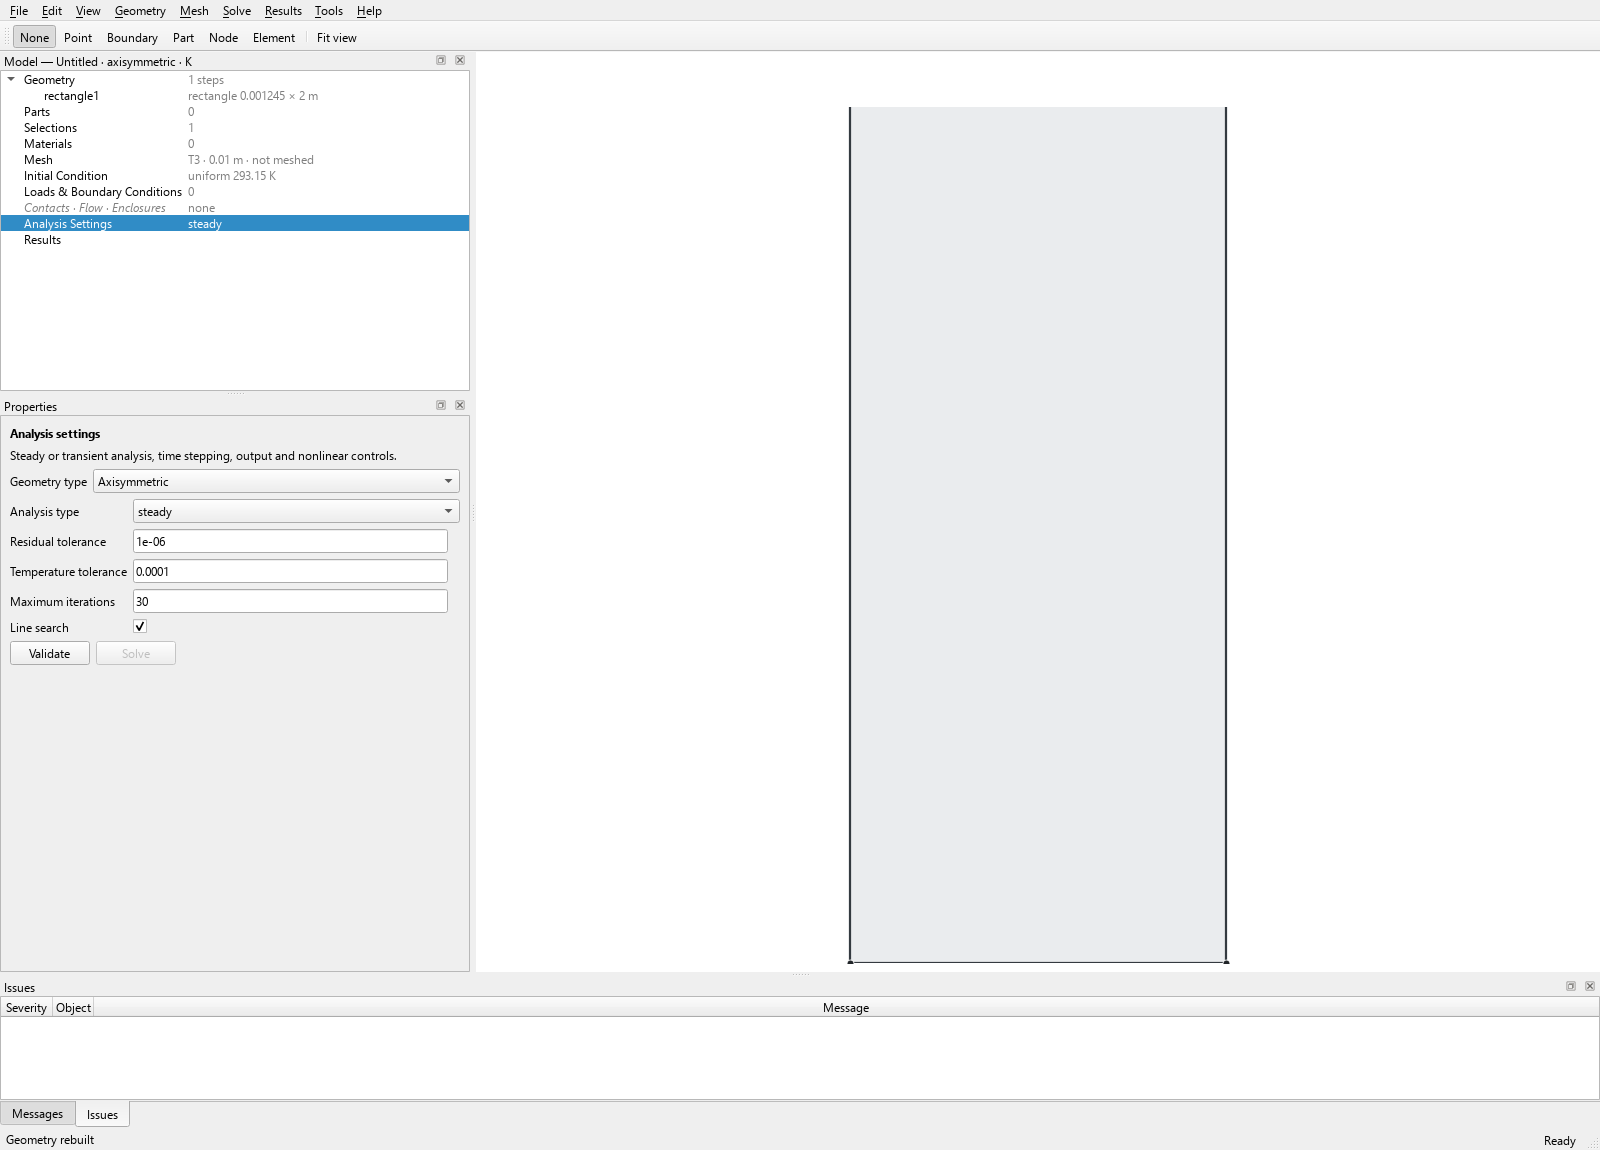 File Edit View Geometry Mesh Solve Results Tools Help
None Point Boundary Part Node Element Fit view
Model — Untitled · axisymmetric · K
Geometry 1 steps
rectangle1 rectangle 0.001245 × 2 m
Parts 0
Selections 1
Materials 0
Mesh T3 · 0.01 m · not meshed
Initial Condition uniform 293.15 K
Loads & Boundary Conditions 0
Contacts · Flow · Enclosures none
Analysis Settings steady
Results
Properties
Analysis settings
Steady or transient analysis, time stepping, output and nonlinear controls.
Geometry type Axisymmetric
Analysis type steady
Residual tolerance 1e-06
Temperature tolerance 0.0001
Maximum iterations 30
Line search
Validate Solve
Issues
Severity Object Message
Messages Issues
Geometry rebuilt Ready